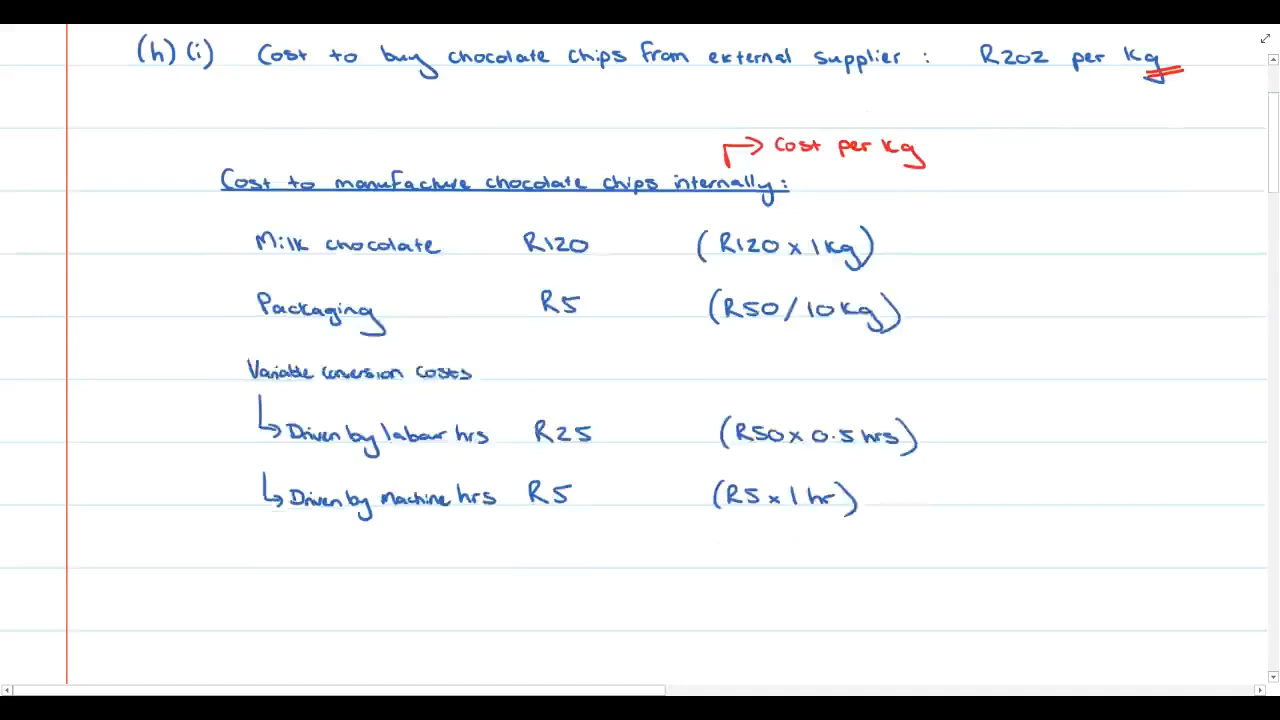 (h) (i) Cost to buy chocolate chips from external supplier : R202 per kg
Cost per kg
Cost to manufacture chocolate chips internally:
Milk chocolate R120 (R120 x 1 kg)
Packaging R5 (R50/10kg)
Variable conversion costs
Driven by labour hrs R25 (R50 x 0.5 hrs)
Driven by machine hrs R5 (R5 x 1 hr)